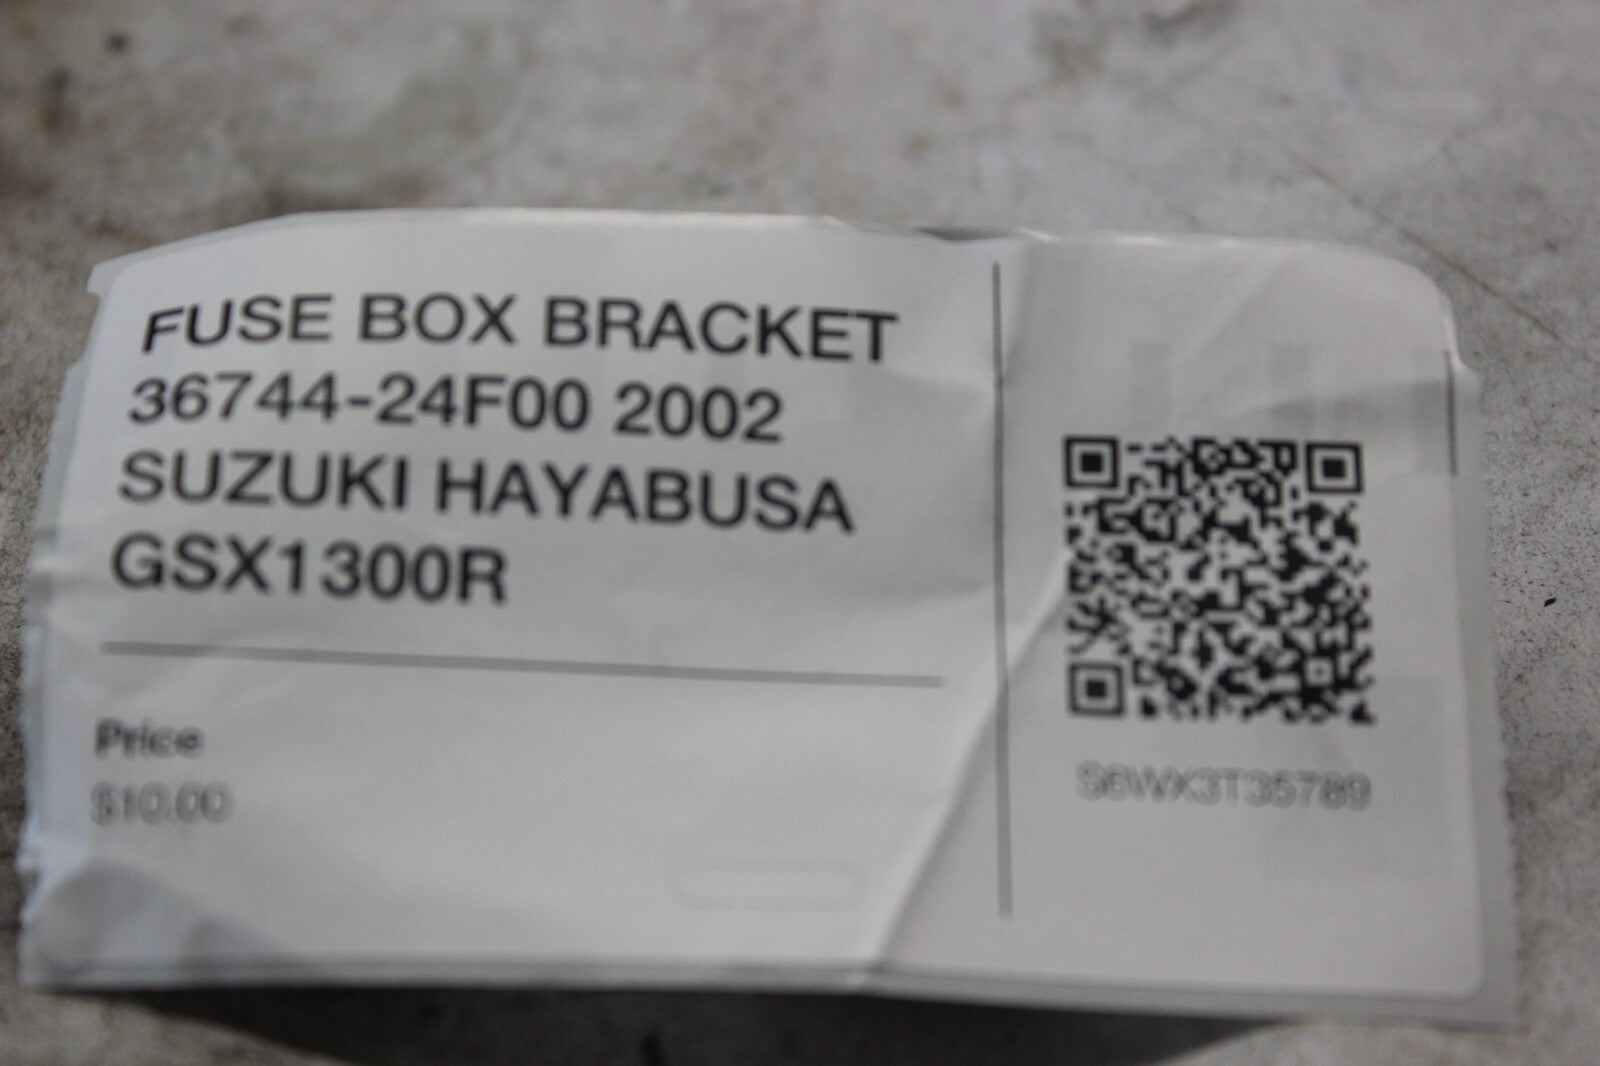 FUSE BOX BRACKET
36744-24F00 2002
SUZUKI HAYABUSA
GSX1300R
Price
$10.00
S6WX3T35789